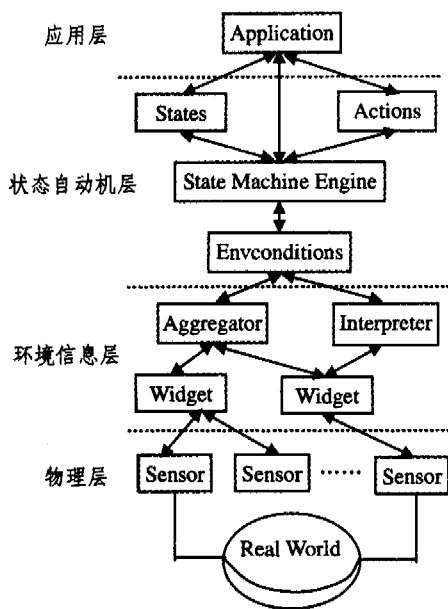 应用层
Application
States
Actions
状态自动机层
State Machine Engine
Envconditions
Aggregator
Interpreter
环境信息层
Widget
Widget
物理层
Sensor
Sensor
……
Sensor
Real World